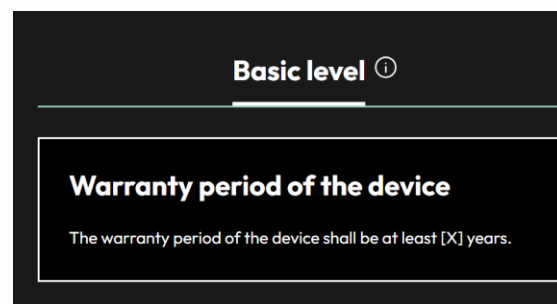 Basic level
Warranty period of the device
The warranty period of the device shall be at least [X] years.